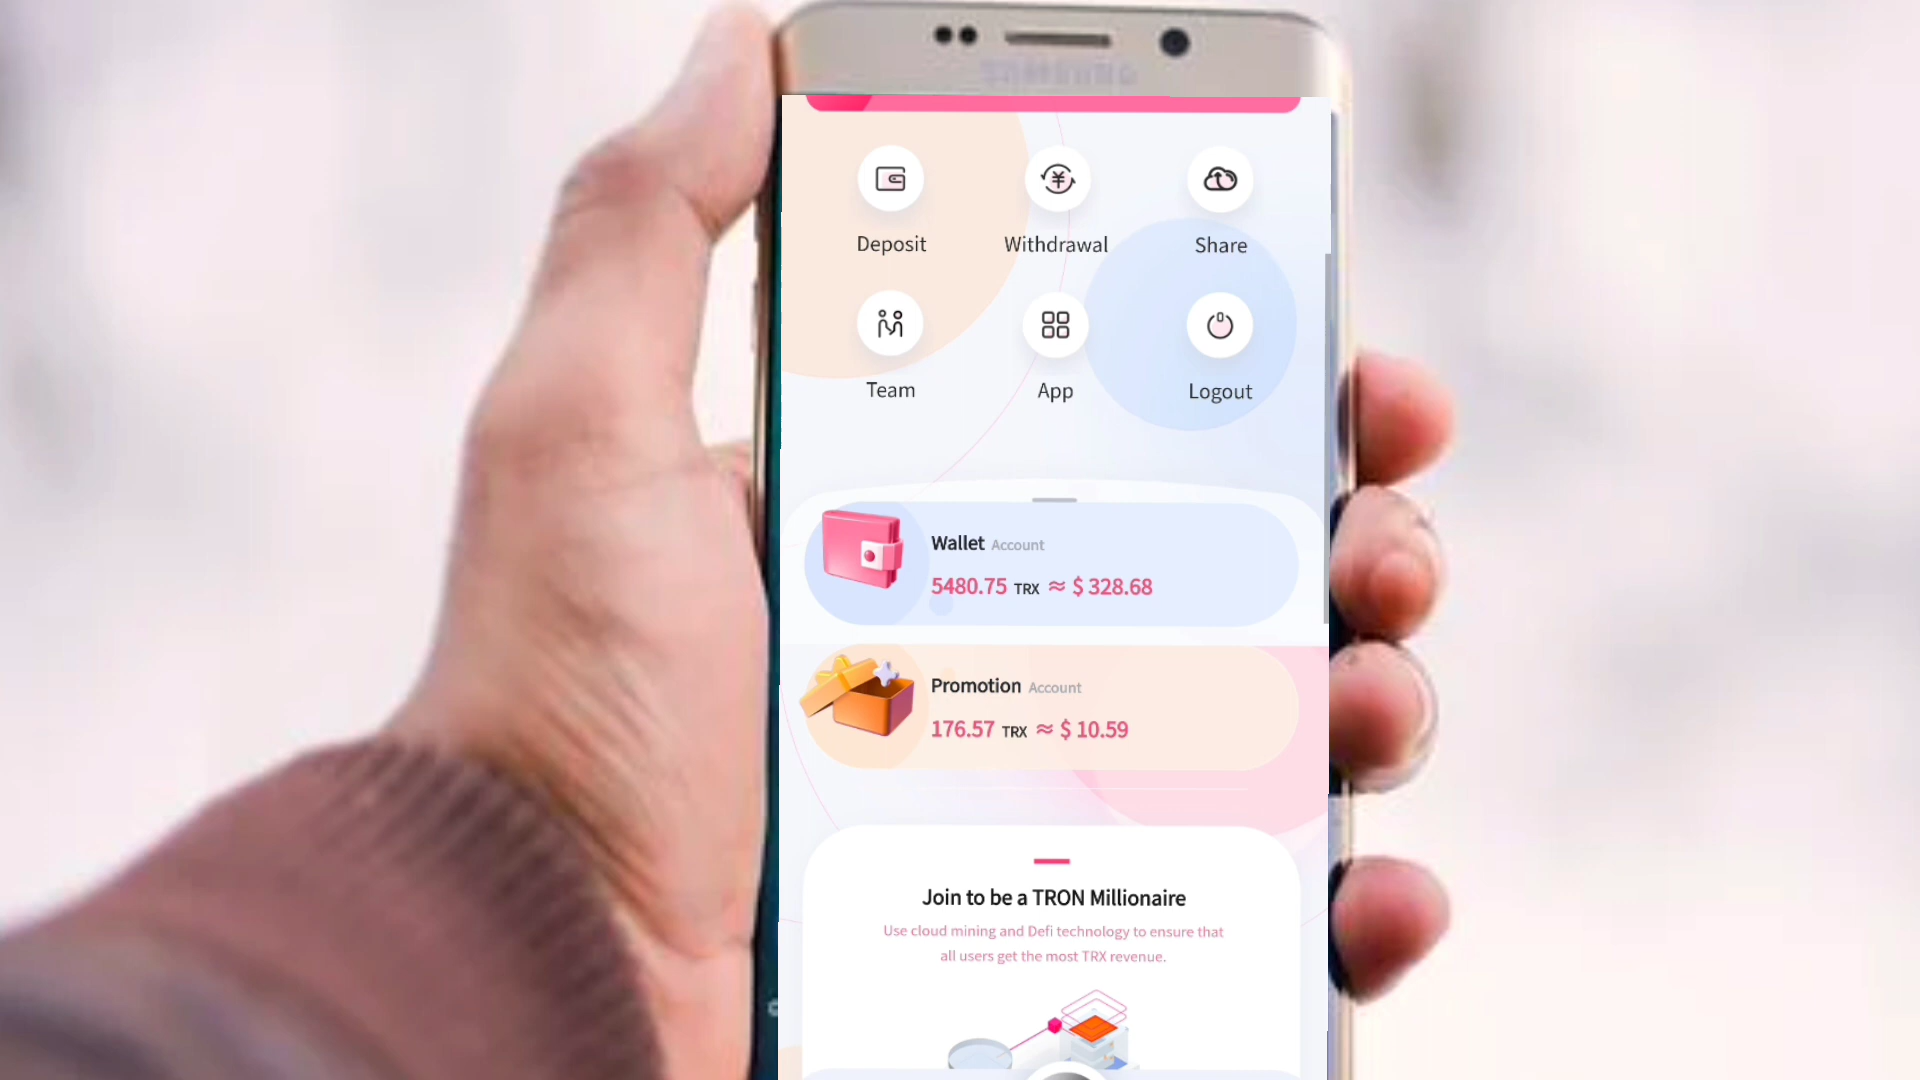 SAMSUNG
Deposit
Withdrawal
Share
Team
App
Logout
Wallet Account
5480.75 TRX ≈ $ 328.68
Promotion Account
176.57 TRX ≈ $ 10.59
Join to be a TRON Millionaire
Use cloud mining and Defi technology to ensure that
all users get the most TRX revenue.